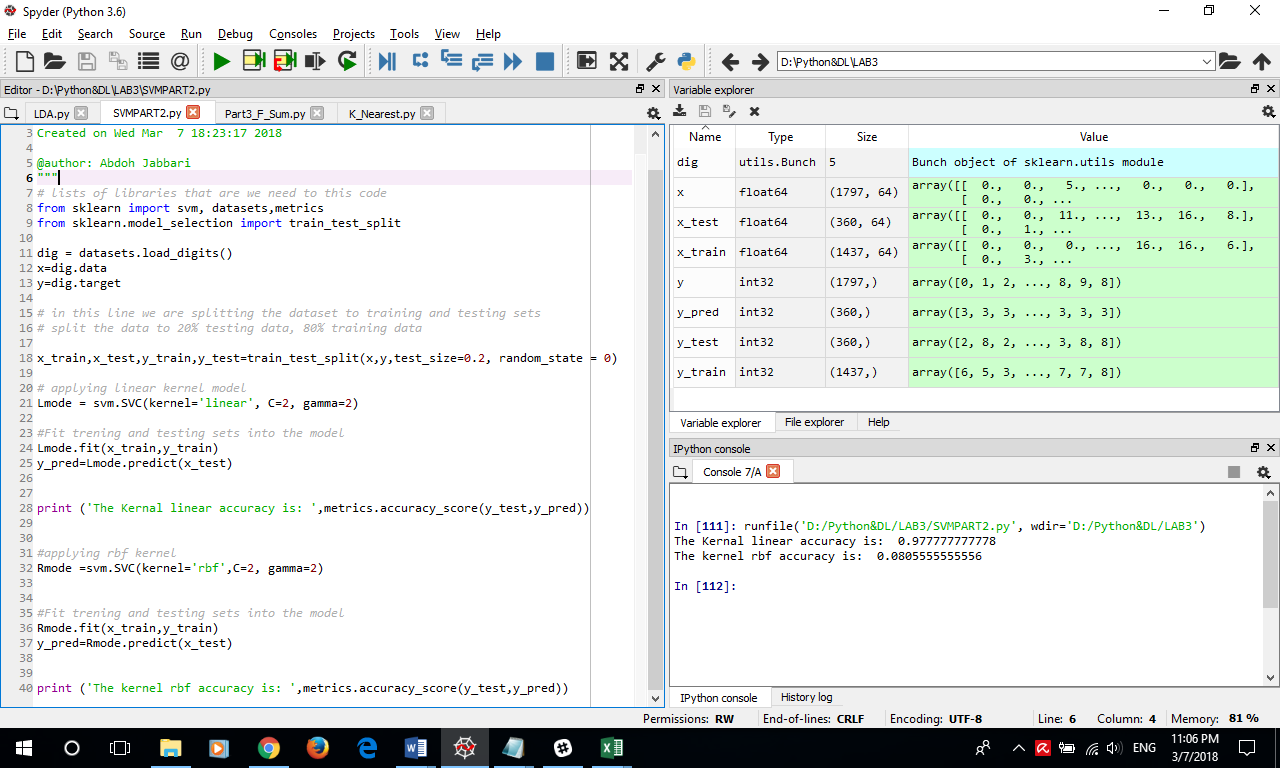 Spyder (Python 3.6)
File Edit Search Source Run Debug Consoles Projects Tools View Help
D:\Python&DL\LAB3
Editor - D:\Python&DL\LAB3\SVMPART2.py
LDA.py SVMPART2.py Part3_F_Sum.py K_Nearest.py
3 Created on Wed Mar  7 18:23:17 2018
4
5 @author: Abdoh Jabbari
6 """
7 # lists of libraries that are we need to this code
8 from sklearn import svm, datasets,metrics
9 from sklearn.model_selection import train_test_split
10
11 dig = datasets.load_digits()
12 x=dig.data
13 y=dig.target
14
15 # in this line we are splitting the dataset to training and testing sets
16 # split the data to 20% testing data, 80% training data
17
18 x_train,x_test,y_train,y_test=train_test_split(x,y,test_size=0.2, random_state = 0)
19
20 # applying linear kernel model
21 Lmode = svm.SVC(kernel='linear', C=2, gamma=2)
22
23 #Fit trening and testing sets into the model
24 Lmode.fit(x_train,y_train)
25 y_pred=Lmode.predict(x_test)
26
27
28 print ('The Kernal linear accuracy is: ',metrics.accuracy_score(y_test,y_pred))
29
30
31 #applying rbf kernel
32 Rmode =svm.SVC(kernel='rbf',C=2, gamma=2)
33
34
35 #Fit trening and testing sets into the model
36 Rmode.fit(x_train,y_train)
37 y_pred=Rmode.predict(x_test)
38
39
40 print ('The kernel rbf accuracy is: ',metrics.accuracy_score(y_test,y_pred))
Variable explorer
Name Type Size Value
dig utils.Bunch 5 Bunch object of sklearn.utils module
x float64 (1797, 64) array([[ 0., 0., 5., ..., 0., 0., 0.],
[ 0., 0., ...
x_test float64 (360, 64) array([[ 0., 0., 11., ..., 13., 16., 8.],
[ 0., 1., ...
x_train float64 (1437, 64) array([[ 0., 0., 0., ..., 16., 16., 6.],
[ 0., 3., ...
y int32 (1797,) array([0, 1, 2, ..., 8, 9, 8])
y_pred int32 (360,) array([3, 3, 3, ..., 3, 3, 3])
y_test int32 (360,) array([2, 8, 2, ..., 3, 8, 8])
y_train int32 (1437,) array([6, 5, 3, ..., 7, 7, 8])
Variable explorer File explorer Help
IPython console
Console 7/A
In [111]: runfile('D:/Python&DL/LAB3/SVMPART2.py', wdir='D:/Python&DL/LAB3')
The Kernal linear accuracy is:  0.977777777778
The kernel rbf accuracy is:  0.0805555555556
In [112]:
IPython console History log
Permissions: RW End-of-lines: CRLF Encoding: UTF-8 Line: 6 Column: 4 Memory: 81 %
ENG 11:06 PM
3/7/2018